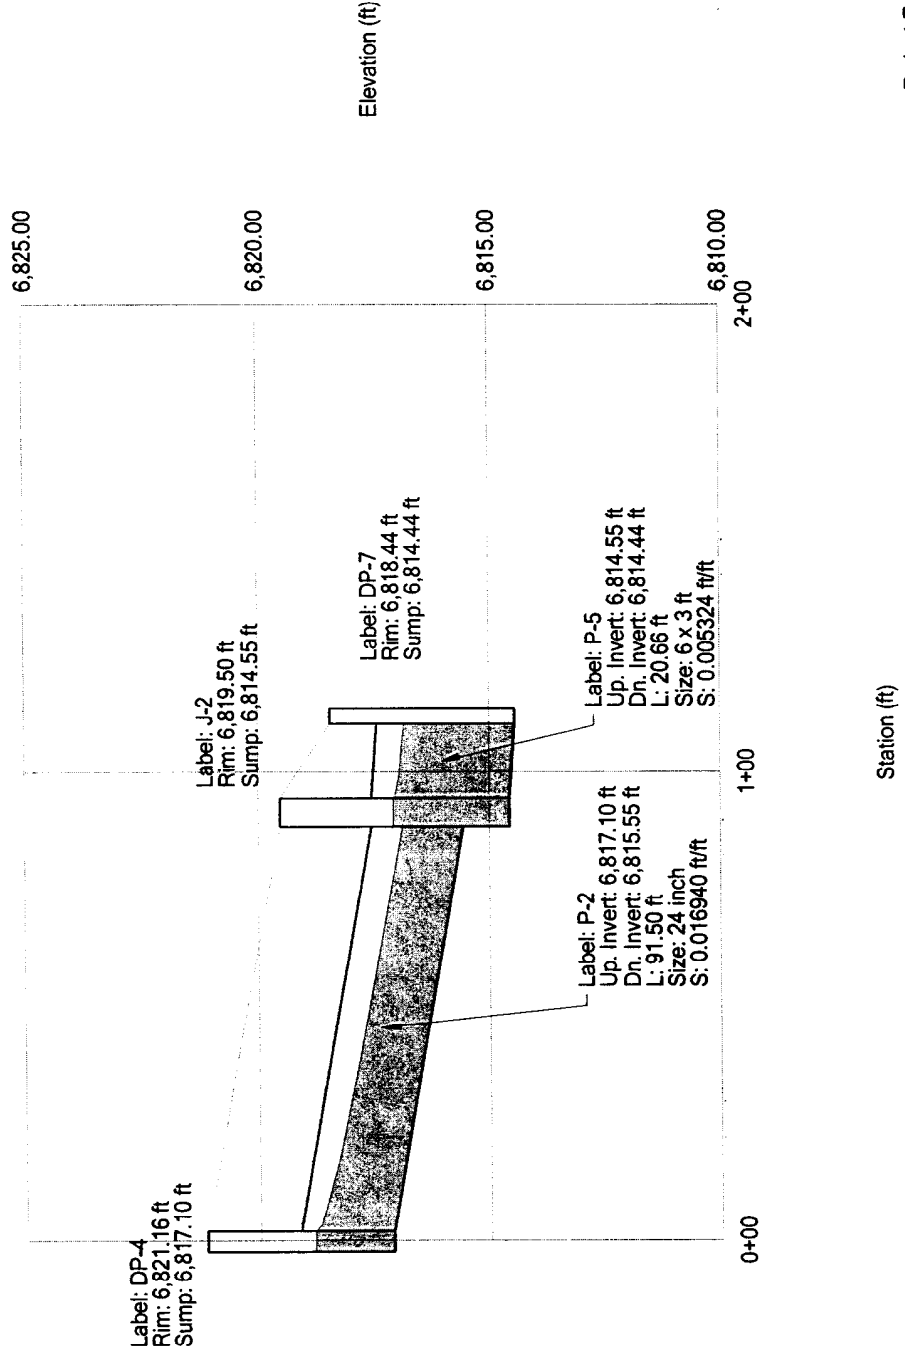 Label: DP-4
Rim: 6,821.16 ft
Sump: 6,817.10 ft
Label: J-2
Rim: 6,819.50 ft
Sump: 6,814.55 ft
Label: DP-7
Rim: 6,818.44 ft
Sump: 6,814.44 ft
Label: P-2
Up. Invert: 6,817.10 ft
Dn. Invert: 6,815.55 ft
L: 91.50 ft
Size: 24 inch
S: 0.016940 ft/ft
Label: P-5
Up. Invert: 6,814.55 ft
Dn. Invert: 6,814.44 ft
L: 20.66 ft
Size: 6 x 3 ft
S: 0.005324 ft/ft
6,825.00
6,820.00
6,815.00
6,810.00
Elevation (ft)
0+00
1+00
2+00
Station (ft)